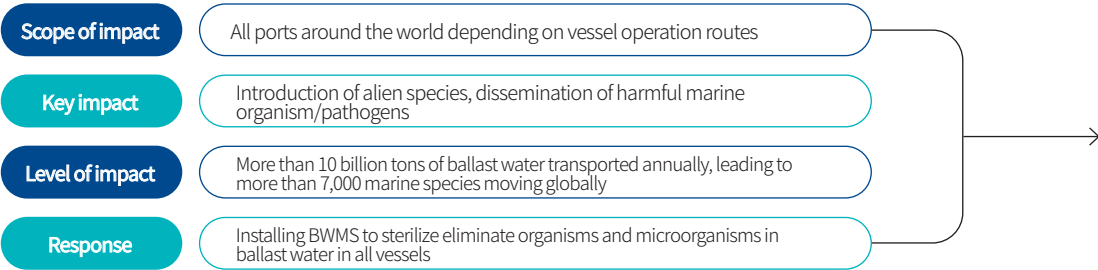 Scope of impact
All ports around the world depending on vessel operation routes
Key impact
Introduction of alien species, dissemination of harmful marine
organism/pathogens
Level of impact
More than 10 billion tons of ballast water transported annually, leading to
more than 7,000 marine species moving globally
Response
Installing BWMS to sterilize eliminate organisms and microorganisms in
ballast water in all vessels